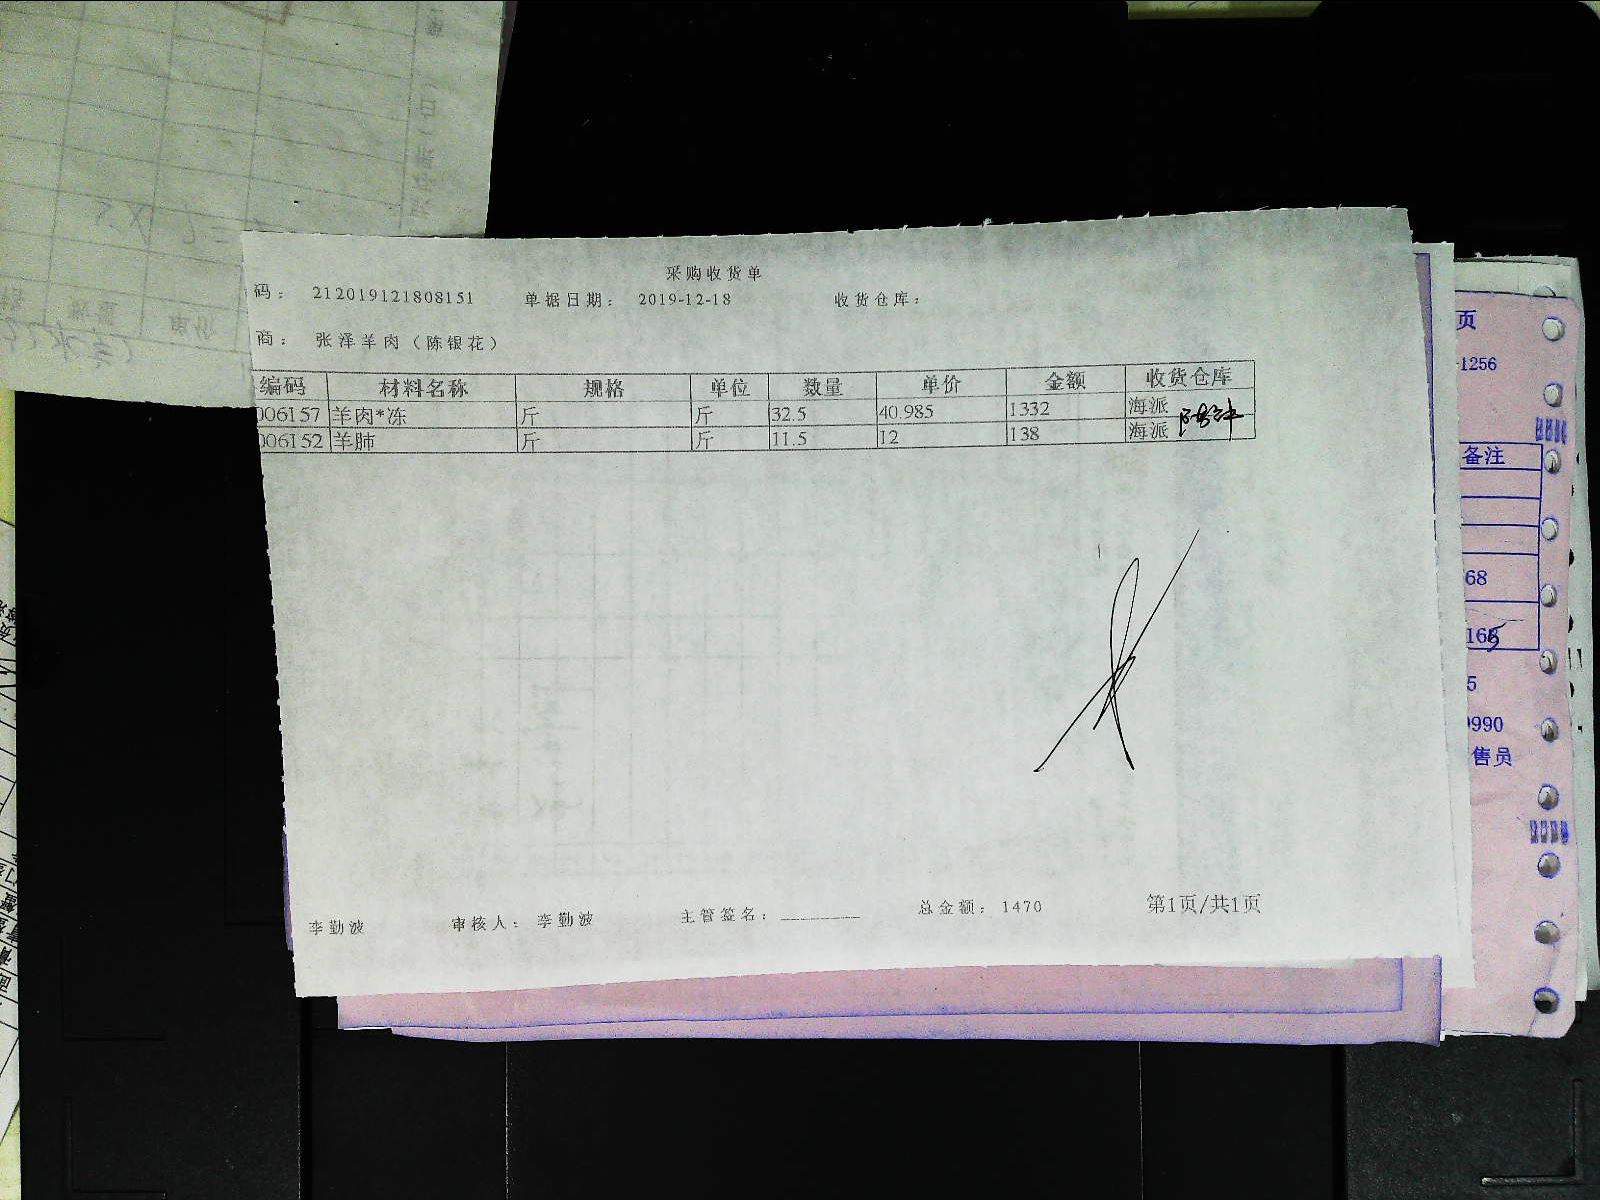 采购收货单
码： 212019121808151 单据日期： 2019-12-18 收货仓库：
商： 张泽羊肉（陈银花）
编码 材料名称 规格 单位 数量 单价 金额 收货仓库
006157 羊肉*冻 斤 斤 32.5 40.985 1332 海派
006152 羊肺 斤 斤 11.5 12 138 海派
李勤波 审核人： 李勤波 主管签名：________ 总金额： 1470 第1页/共1页
页
-1256
备注
68
165
5
9990
售员
5X9=
单价